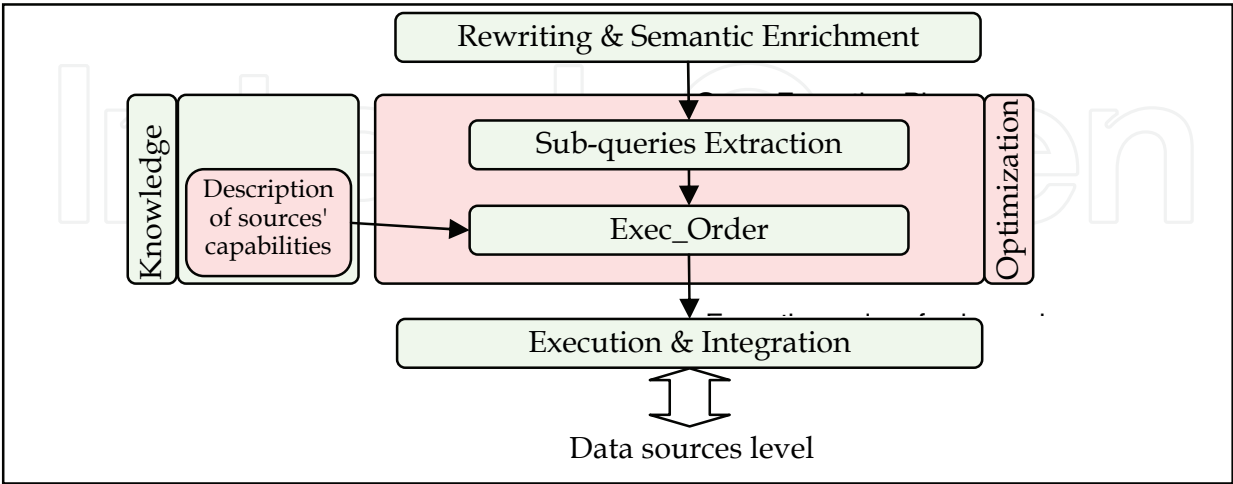 Rewriting & Semantic Enrichment
Knowledge
Description
of sources'
capabilities
Sub-queries Extraction
Exec_Order
Optimization
Execution & Integration
Data sources level